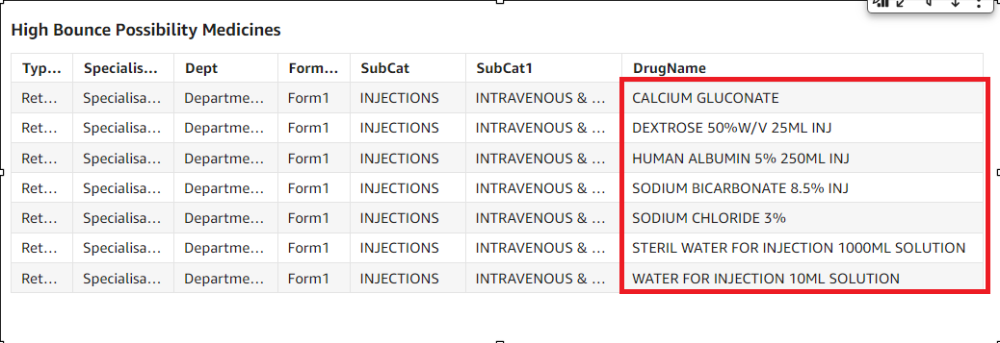 High Bounce Possibility Medicines
Typ... Specialis... Dept Form... SubCat SubCat1 DrugName
Ret... Specialisa... Departme... Form1 INJECTIONS INTRAVENOUS & ... CALCIUM GLUCONATE
Ret... Specialisa... Departme... Form1 INJECTIONS INTRAVENOUS & ... DEXTROSE 50%W/V 25ML INJ
Ret... Specialisa... Departme... Form1 INJECTIONS INTRAVENOUS & ... HUMAN ALBUMIN 5% 250ML INJ
Ret... Specialisa... Departme... Form1 INJECTIONS INTRAVENOUS & ... SODIUM BICARBONATE 8.5% INJ
Ret... Specialisa... Departme... Form1 INJECTIONS INTRAVENOUS & ... SODIUM CHLORIDE 3%
Ret... Specialisa... Departme... Form1 INJECTIONS INTRAVENOUS & ... STERIL WATER FOR INJECTION 1000ML SOLUTION
Ret... Specialisa... Departme... Form1 INJECTIONS INTRAVENOUS & ... WATER FOR INJECTION 10ML SOLUTION